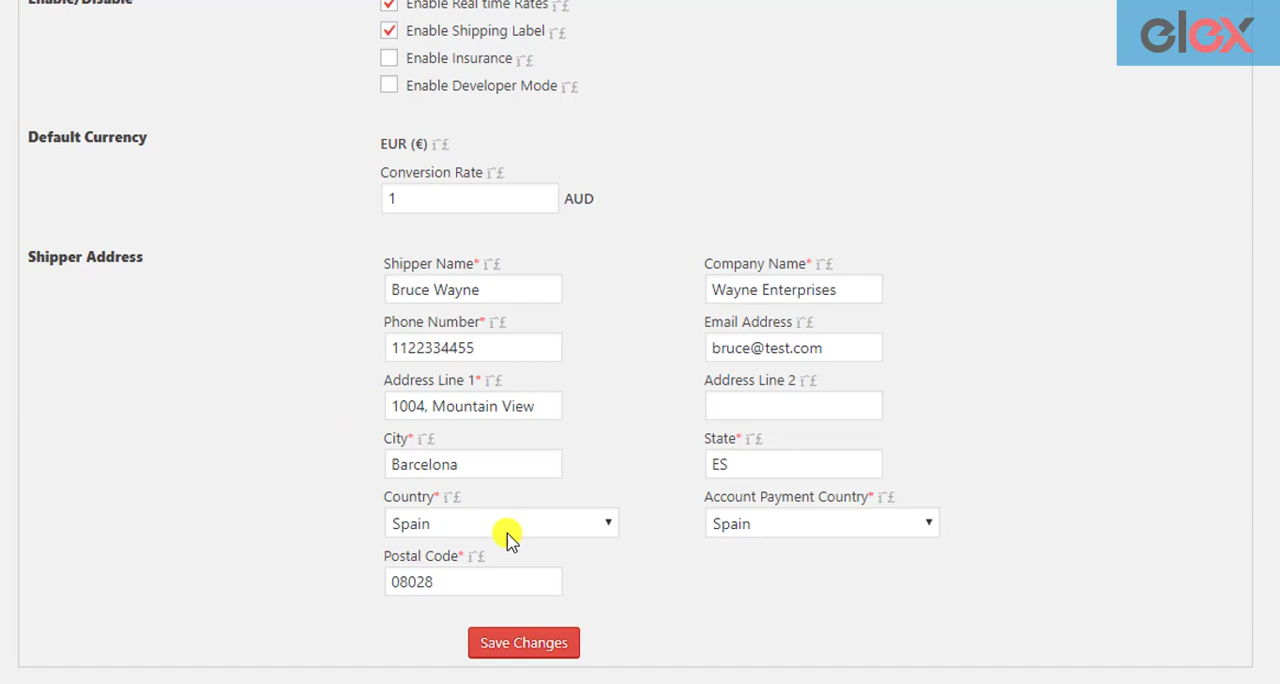 Enable/Disable
Enable Real time Rates ï£
Enable Shipping Label ï£
Enable Insurance ï£
Enable Developer Mode ï£
elex
Default Currency
EUR (€) ï£
Conversion Rate ï£
1 AUD
Shipper Address
Shipper Name* ï£ Company Name* ï£
Bruce Wayne Wayne Enterprises
Phone Number* ï£ Email Address ï£
1122334455 bruce@test.com
Address Line 1* ï£ Address Line 2 ï£
1004, Mountain View
City* ï£ State* ï£
Barcelona ES
Country* ï£ Account Payment Country* ï£
Spain Spain
Postal Code* ï£
08028
Save Changes